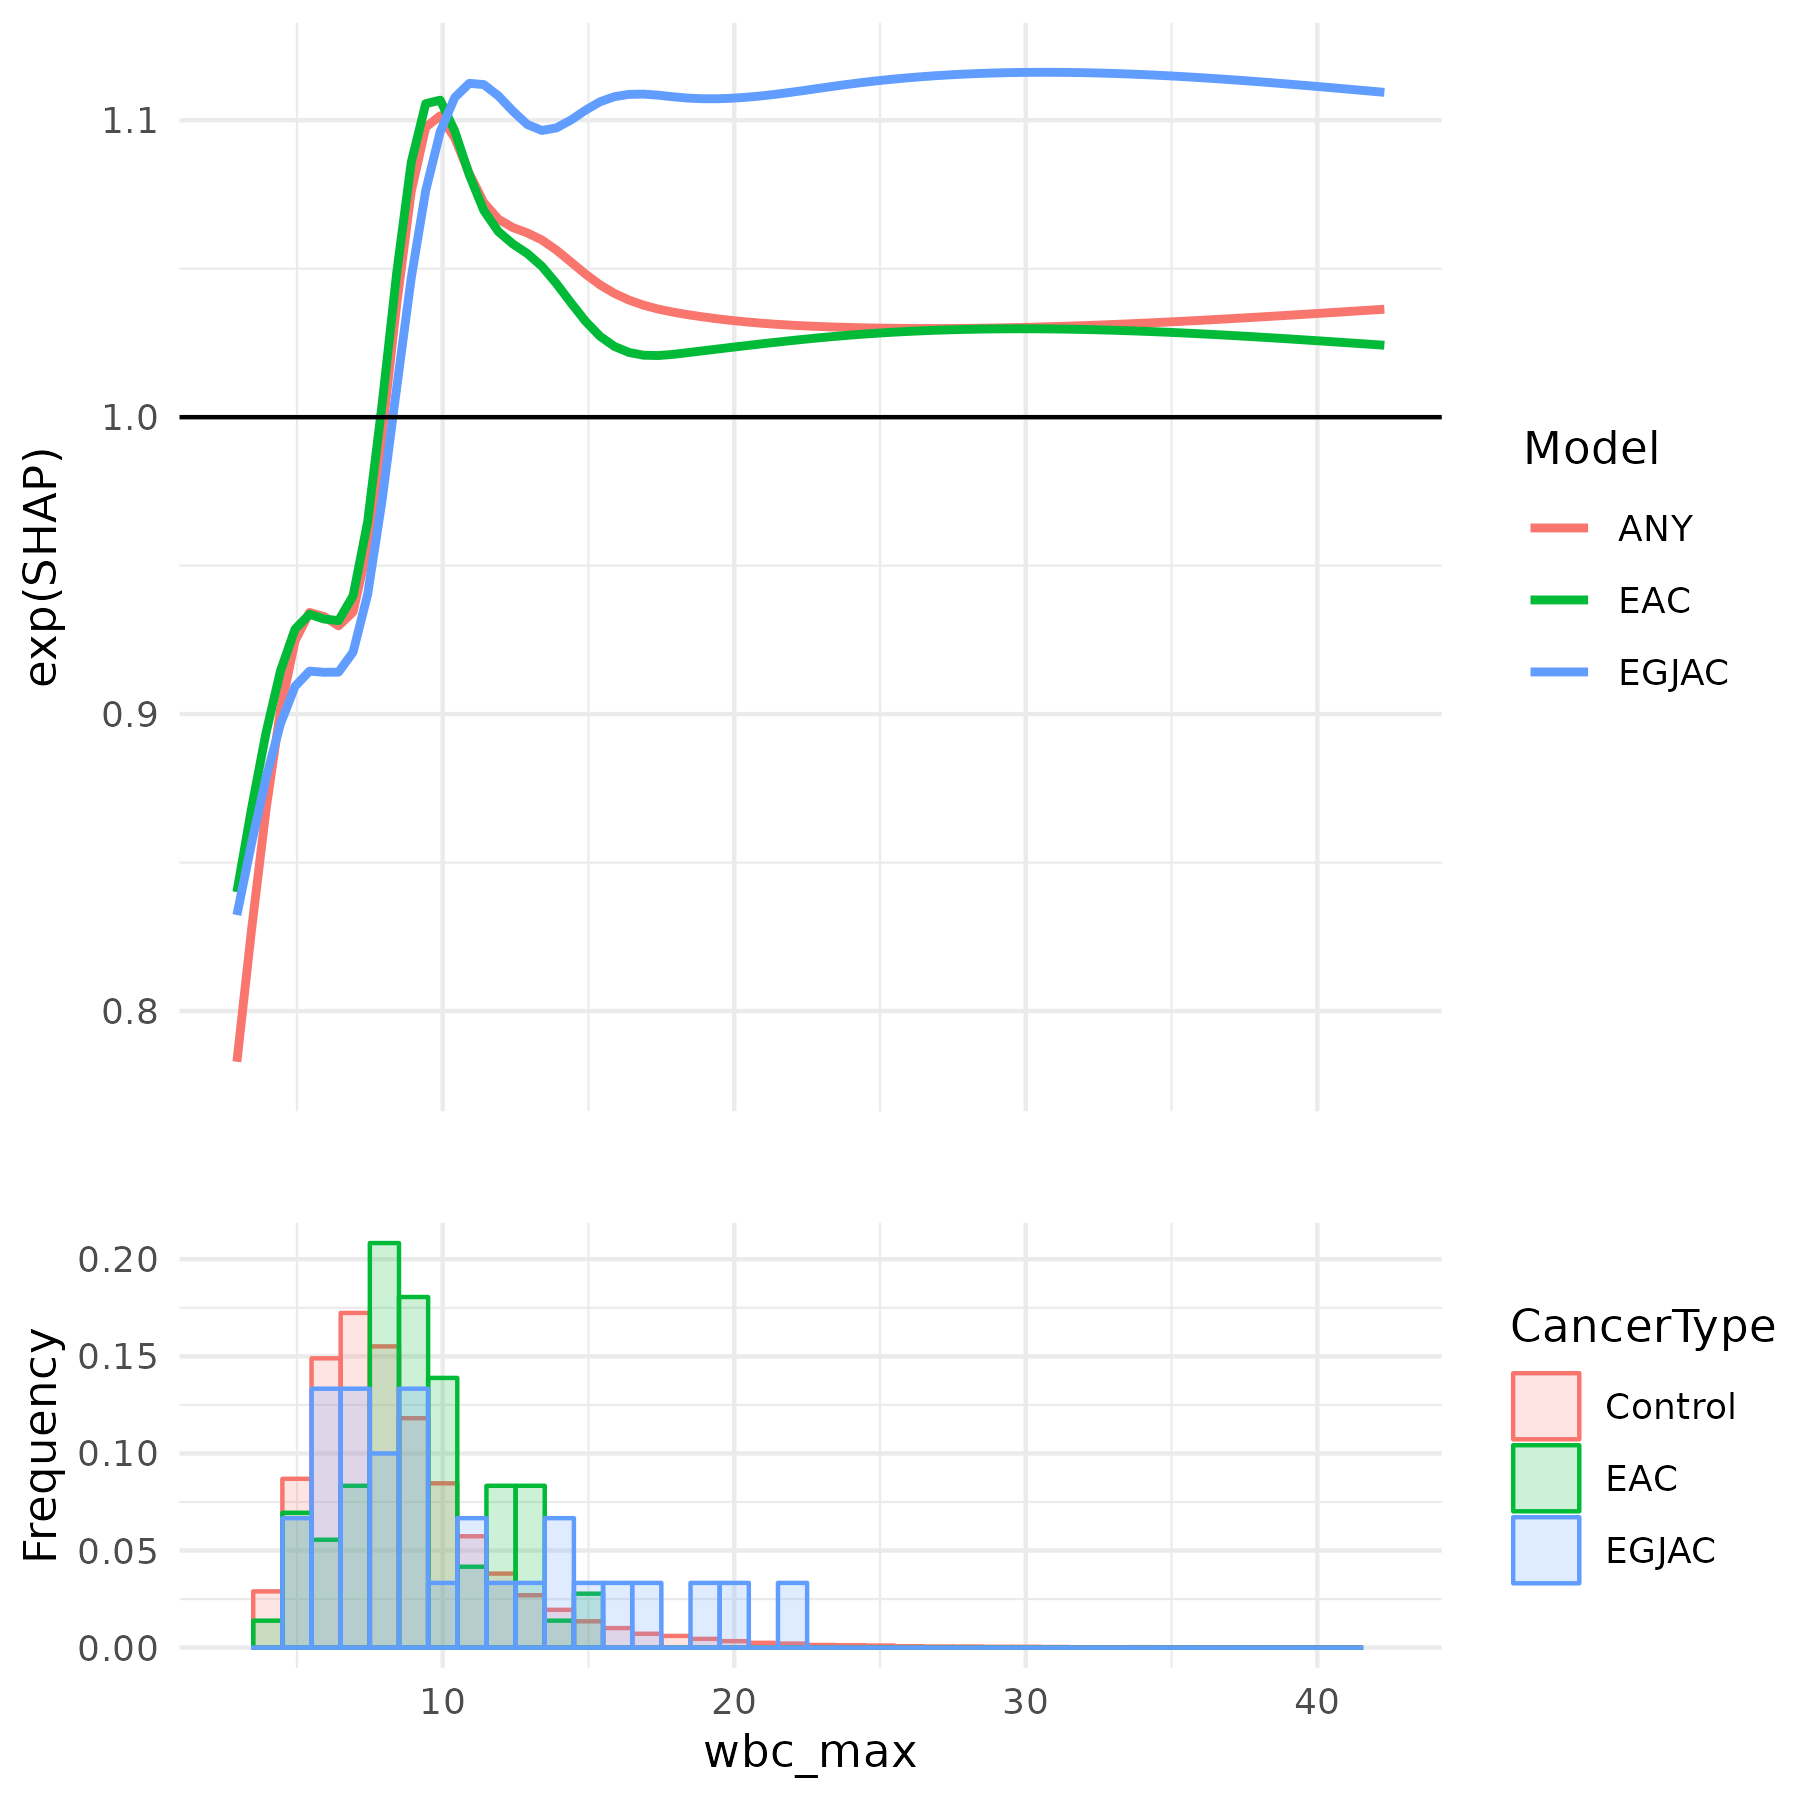 1.1
1.0
0.9
0.8
exp(SHAP)
Model
ANY
EAC
EGJAC
0.20
0.15
0.10
0.05
0.00
Frequency
10
20
30
40
wbc_max
CancerType
Control
EAC
EGJAC